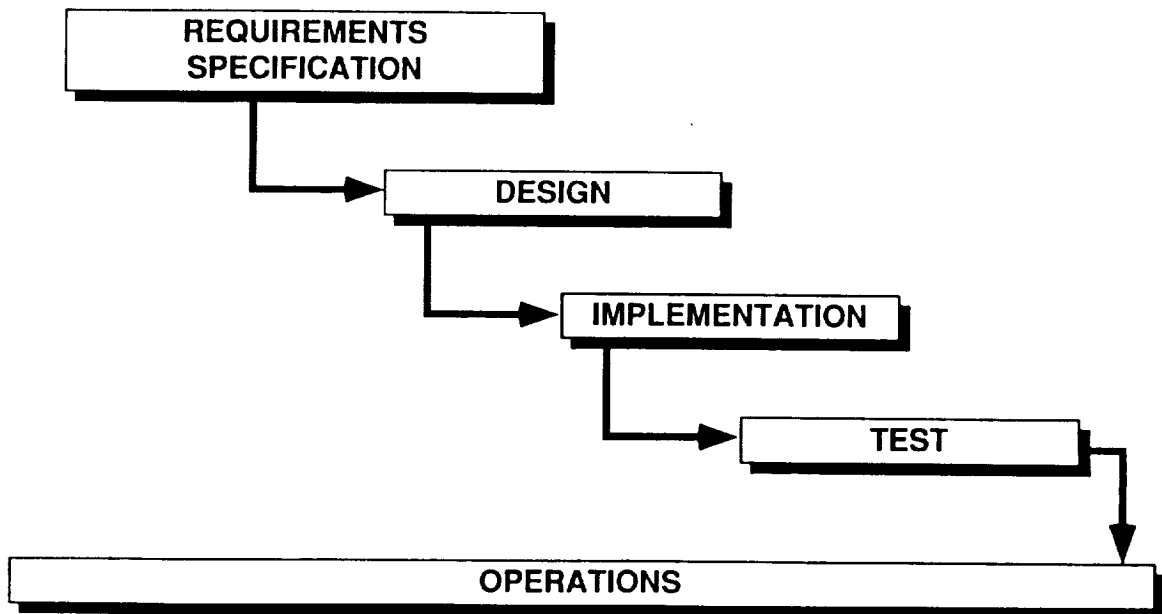 REQUIREMENTS
SPECIFICATION
DESIGN
IMPLEMENTATION
TEST
OPERATIONS